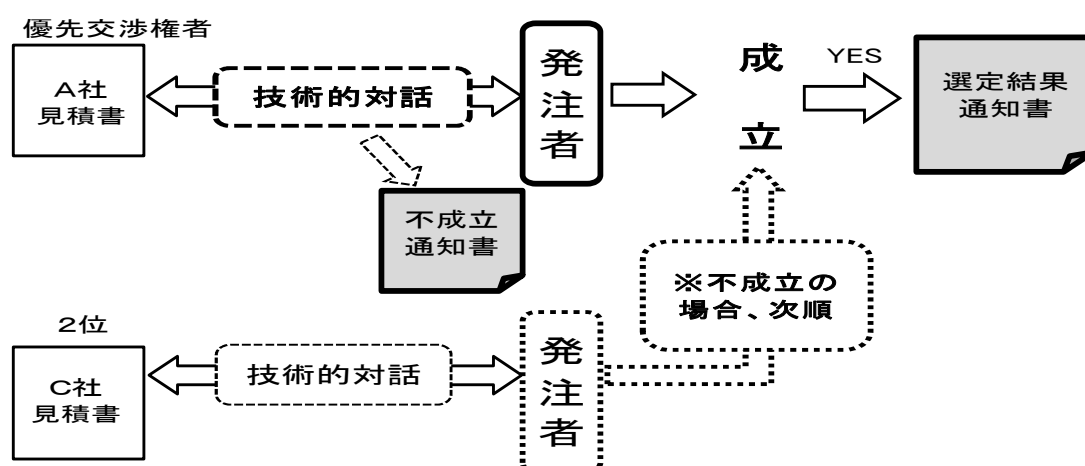 優先交渉権者
A社
見積書
技術的対話
発
注
者
成
立
YES
選定結果
通知書
不成立
通知書
※不成立の
場合、次順
2位
C社
見積書
技術的対話
発
注
者